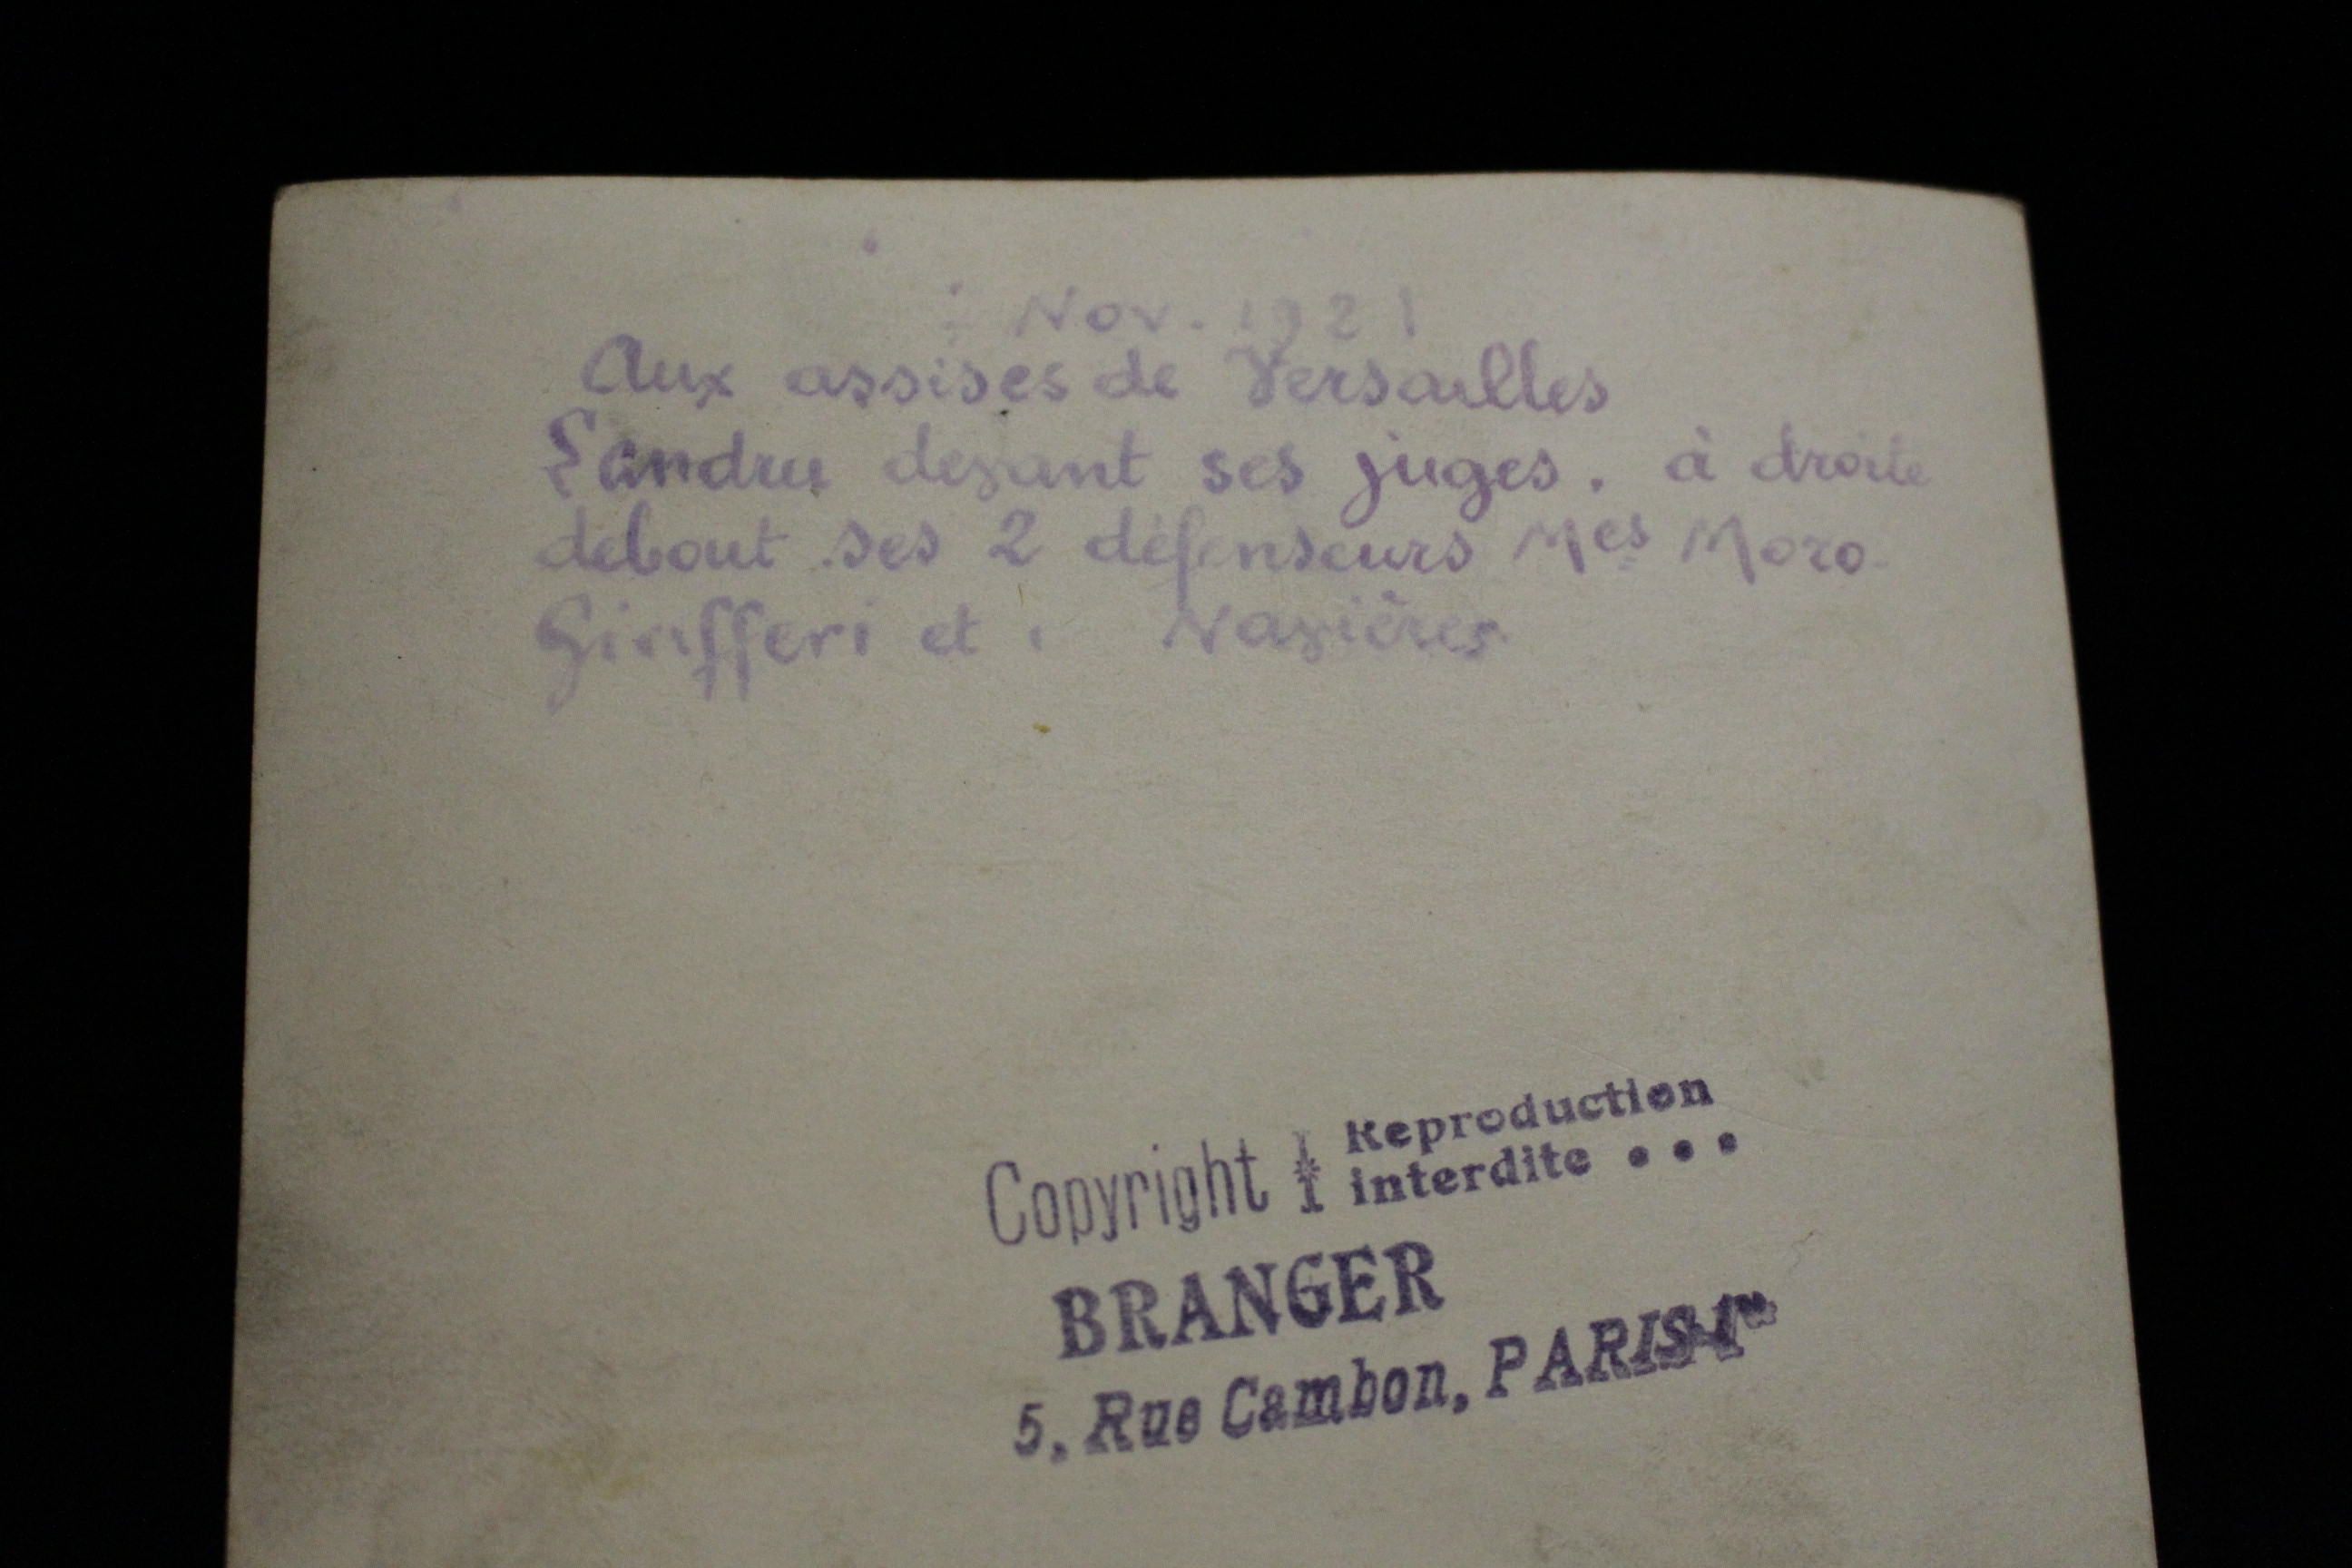 Nov. 1921
Aux assises de Versailles
Landru devant ses juges. à droite
debout ses 2 défenseurs Mes Moro
Giafferi et. Navières
Copyright Reproduction
interdite •••
BRANGER
5, Rue Cambon, PARIS-1er